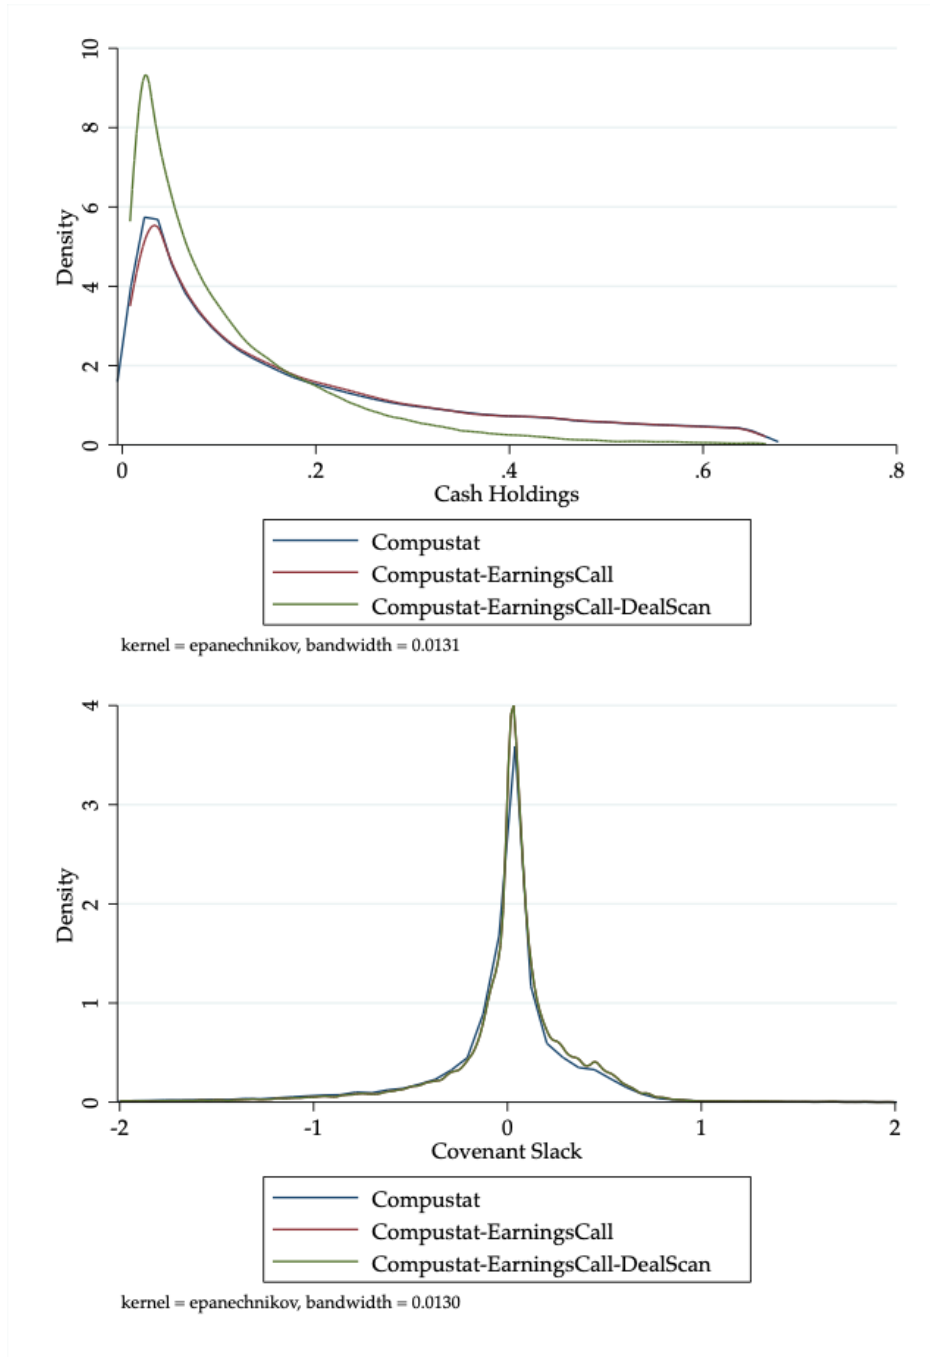 10
8
6
4
2
0
Density
0 .2 .4 .6 .8
Cash Holdings
Compustat
Compustat-EarningsCall
Compustat-EarningsCall-DealScan
kernel = epanechnikov, bandwidth = 0.0131
4
3
2
1
0
Density
-2 -1 0 1 2
Covenant Slack
Compustat
Compustat-EarningsCall
Compustat-EarningsCall-DealScan
kernel = epanechnikov, bandwidth = 0.0130